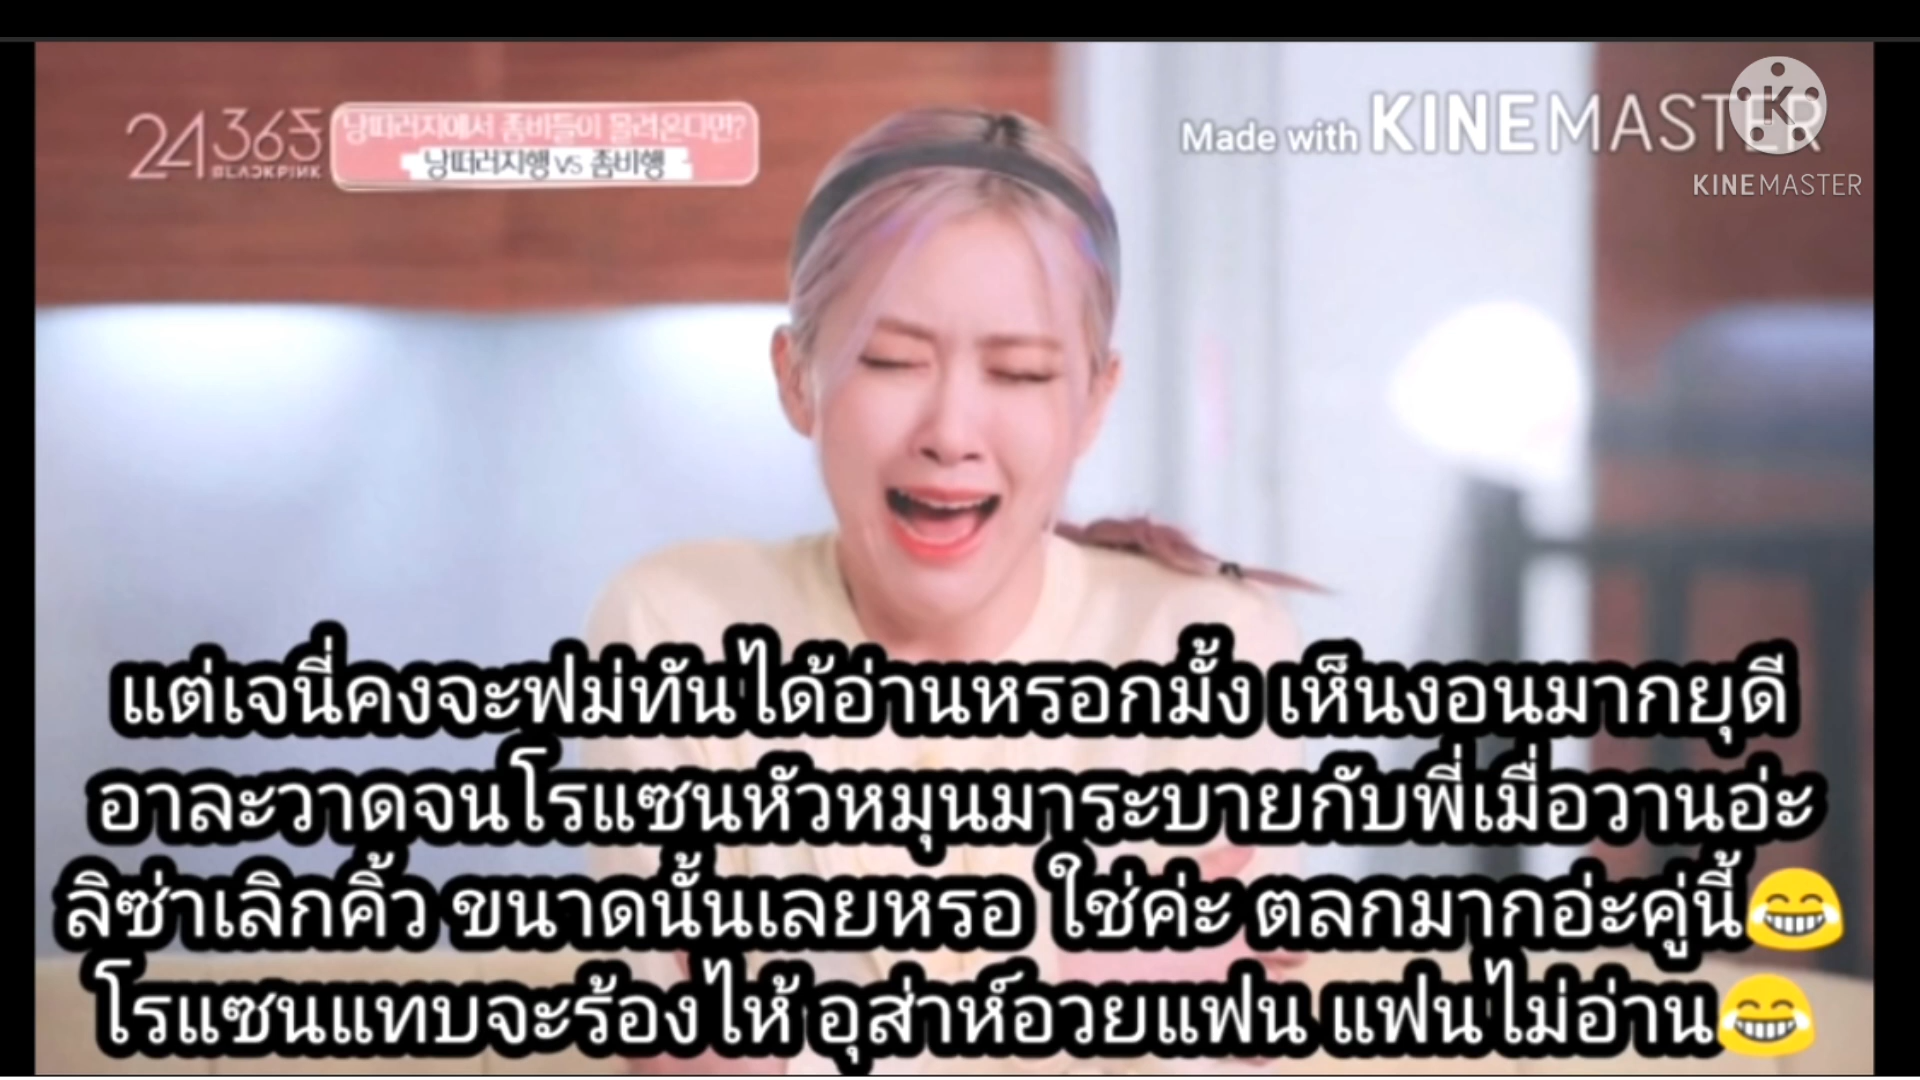 24 365
BLACKPINK
낭떠러지에서 좀비들이 몰려온다면?
낭떠러지행 vs 좀비행
Made with KINEMASTER
KINEMASTER
แต่เจนี่คงจะฟม่ทันได้อ่านหรอกมั้ง เห็นงอนมากยุดี
อาละวาดจนโรแซนหัวหมุนมาระบายกับพี่เมื่อวานอ่ะ
ลิซ่าเลิกคิ้ว ขนาดนั้นเลยหรอ ใช่ค่ะ ตลกมากอ่ะคู่นี้😂
โรแซนแทบจะร้องไห้ อุส่าห์อวยแฟน แฟนไม่อ่าน😂